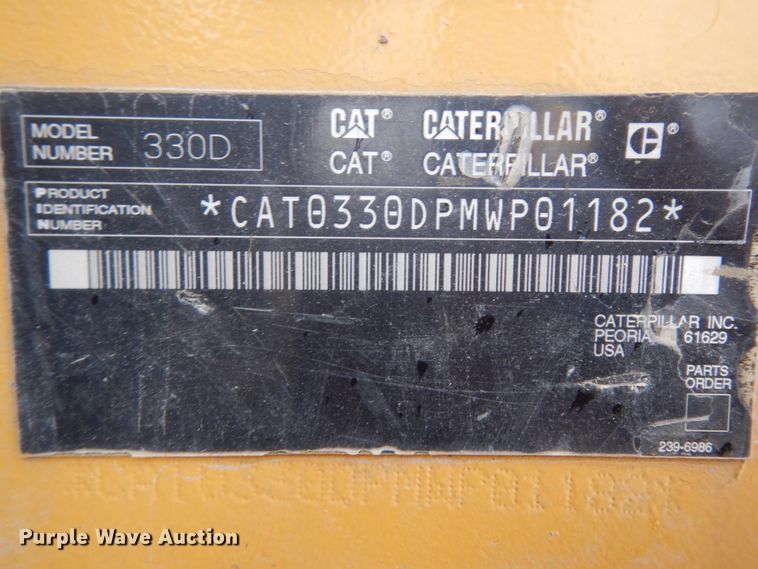 MODEL NUMBER 330D
CAT® CATERPILLAR® C®
CAT® CATERPILLAR®
PRODUCT IDENTIFICATION NUMBER *CAT0330DPMWP01182*
CATERPILLAR INC.
PEORIA 61629
USA
PARTS ORDER
239-6986
Purple Wave Auction